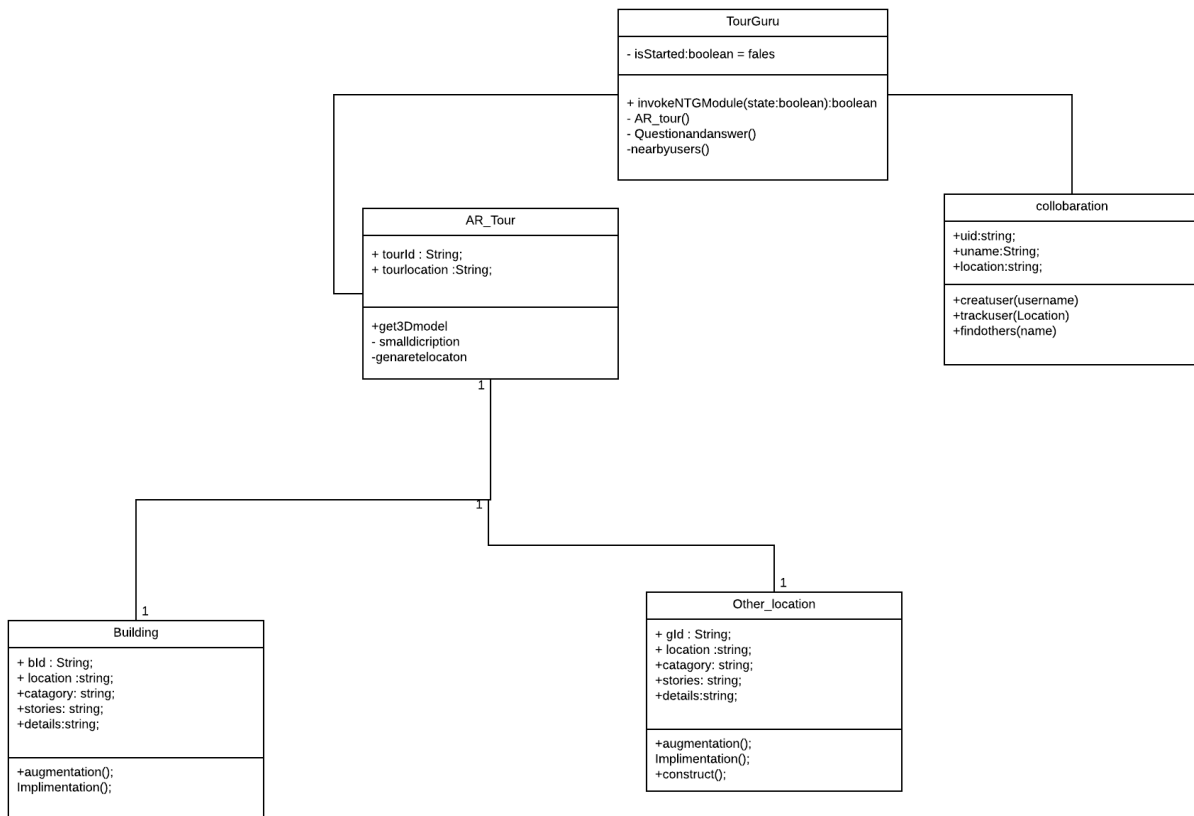 TourGuru
- isStarted:boolean = fales
+ invokeNTGModule(state:boolean):boolean
- AR_tour()
- Questionandanswer()
-nearbyusers()
collobaration
+uid:string;
+uname:String;
+location:string;
+creatuser(username)
+trackuser(Location)
+findothers(name)
AR_Tour
+ tourId : String;
+ tourlocation :String;
+get3Dmodel
- smalldicription
-genaretelocaton
1
1
1
Building
+ bId : String;
+ location :string;
+catagory: string;
+stories: string;
+details:string;
+augmentation();
Implimentation();
1
Other_location
+ gId : String;
+ location :string;
+catagory: string;
+stories: string;
+details:string;
+augmentation();
Implimentation();
+construct();